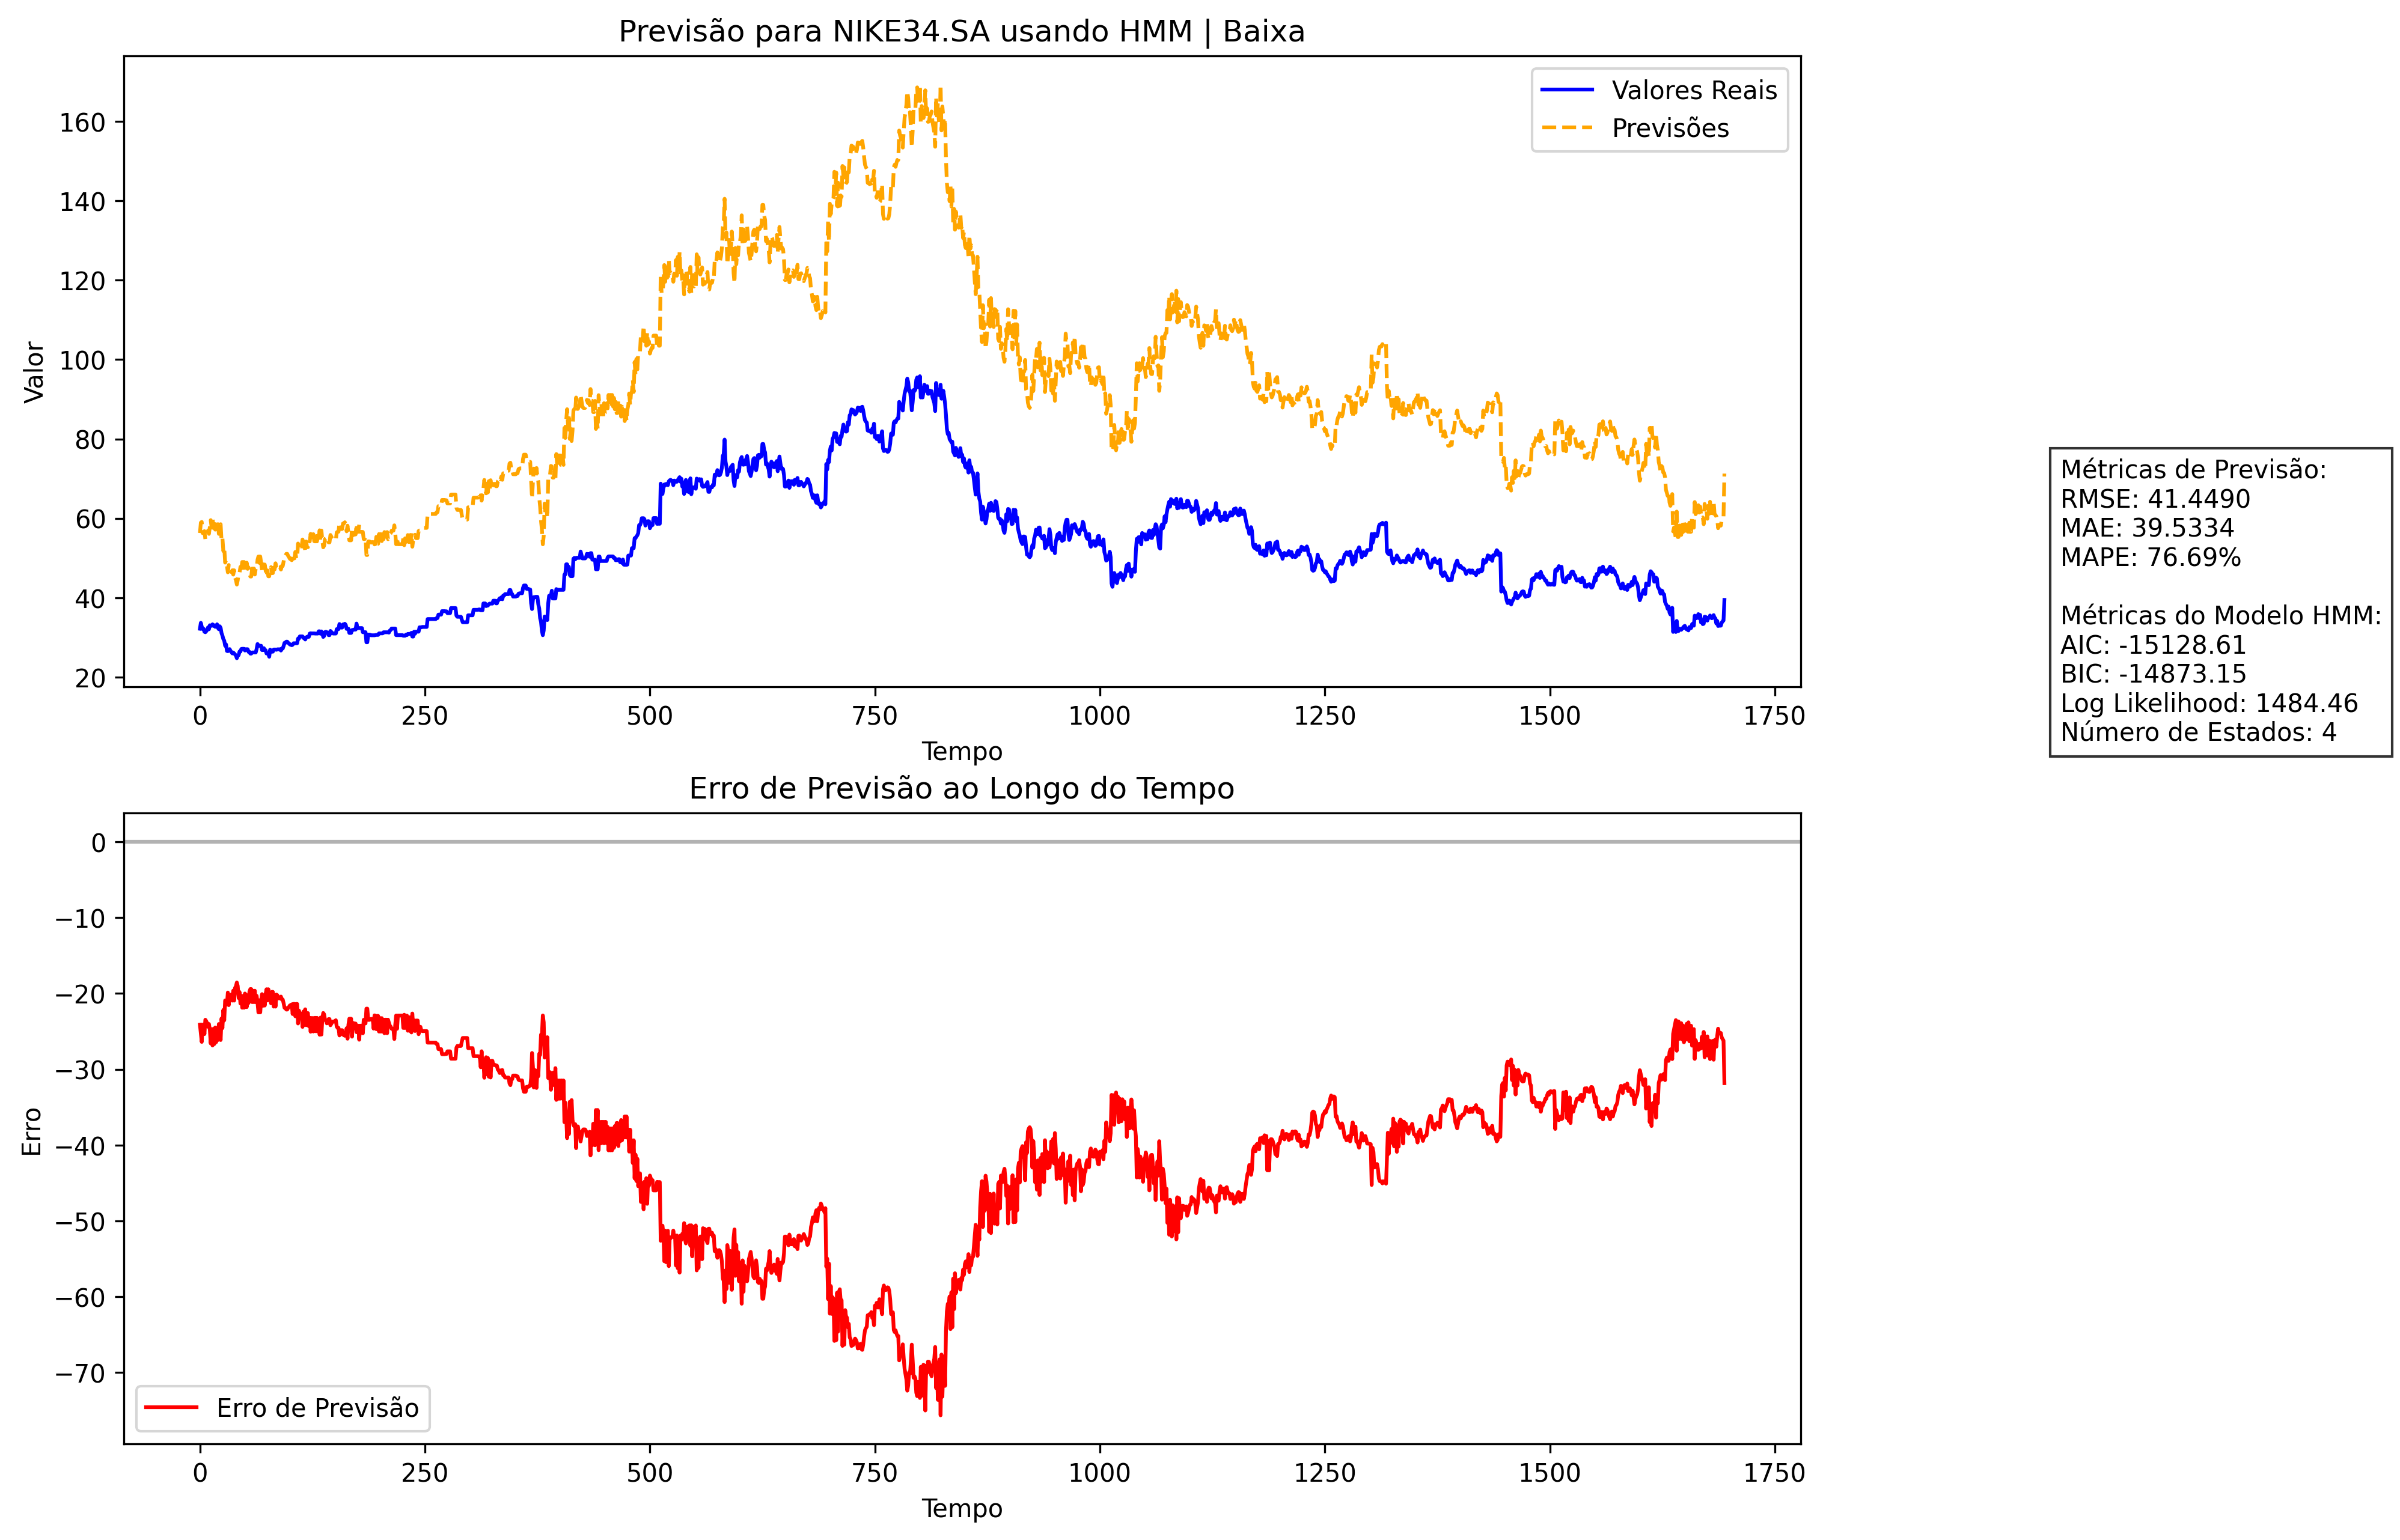 Previsão para NIKE34.SA usando HMM | Baixa
Valores Reais
Previsões
160
140
120
100
80
60
40
20
Valor
0
250
500
750
1000
1250
1500
1750
Tempo
Métricas de Previsão:
RMSE: 41.4490
MAE: 39.5334
MAPE: 76.69%
Métricas do Modelo HMM:
AIC: -15128.61
BIC: -14873.15
Log Likelihood: 1484.46
Número de Estados: 4
Erro de Previsão ao Longo do Tempo
0
−10
−20
−30
−40
−50
−60
−70
Erro
Erro de Previsão
0
250
500
750
1000
1250
1500
1750
Tempo